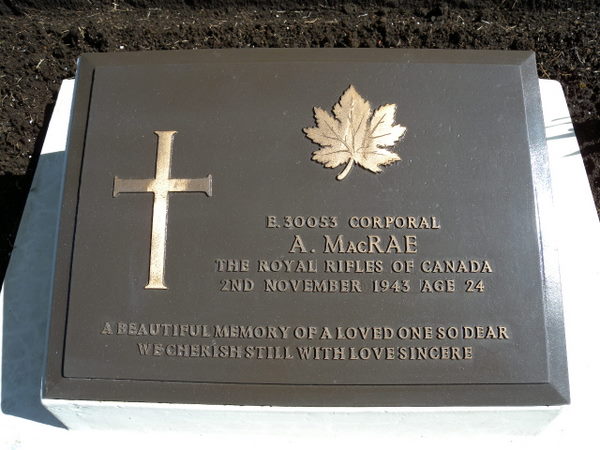 E.30053 CORPORAL
A. MacRAE
THE ROYAL RIFLES OF CANADA
2ND NOVEMBER 1943 AGE 24
A BEAUTIFUL MEMORY OF A LOVED ONE SO DEAR
WE CHERISH STILL WITH LOVE SINCERE